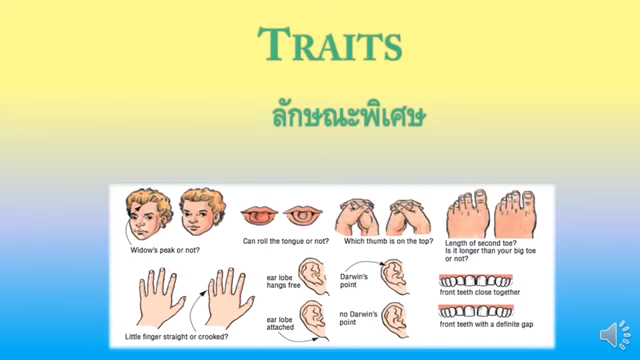 TRAITS
ลักษณะพิเศษ
Widow's peak or not?
Can roll the tongue or not?
Which thumb is on the top?
Length of second toe?
Is it longer than your big toe
or not?
Little finger straight or crooked?
ear lobe
hangs free
ear lobe
attached
Darwin's
point
no Darwin's
point
front teeth close together
front teeth with a definite gap